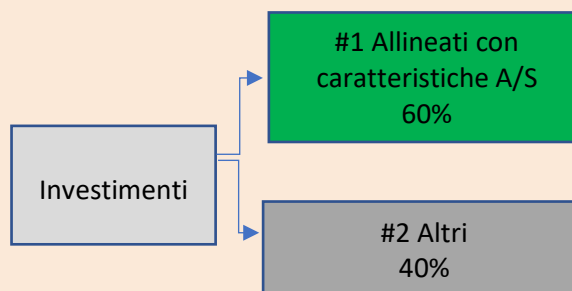 #1 Allineati con
caratteristiche A/S
60%
Investimenti
#2 Altri
40%